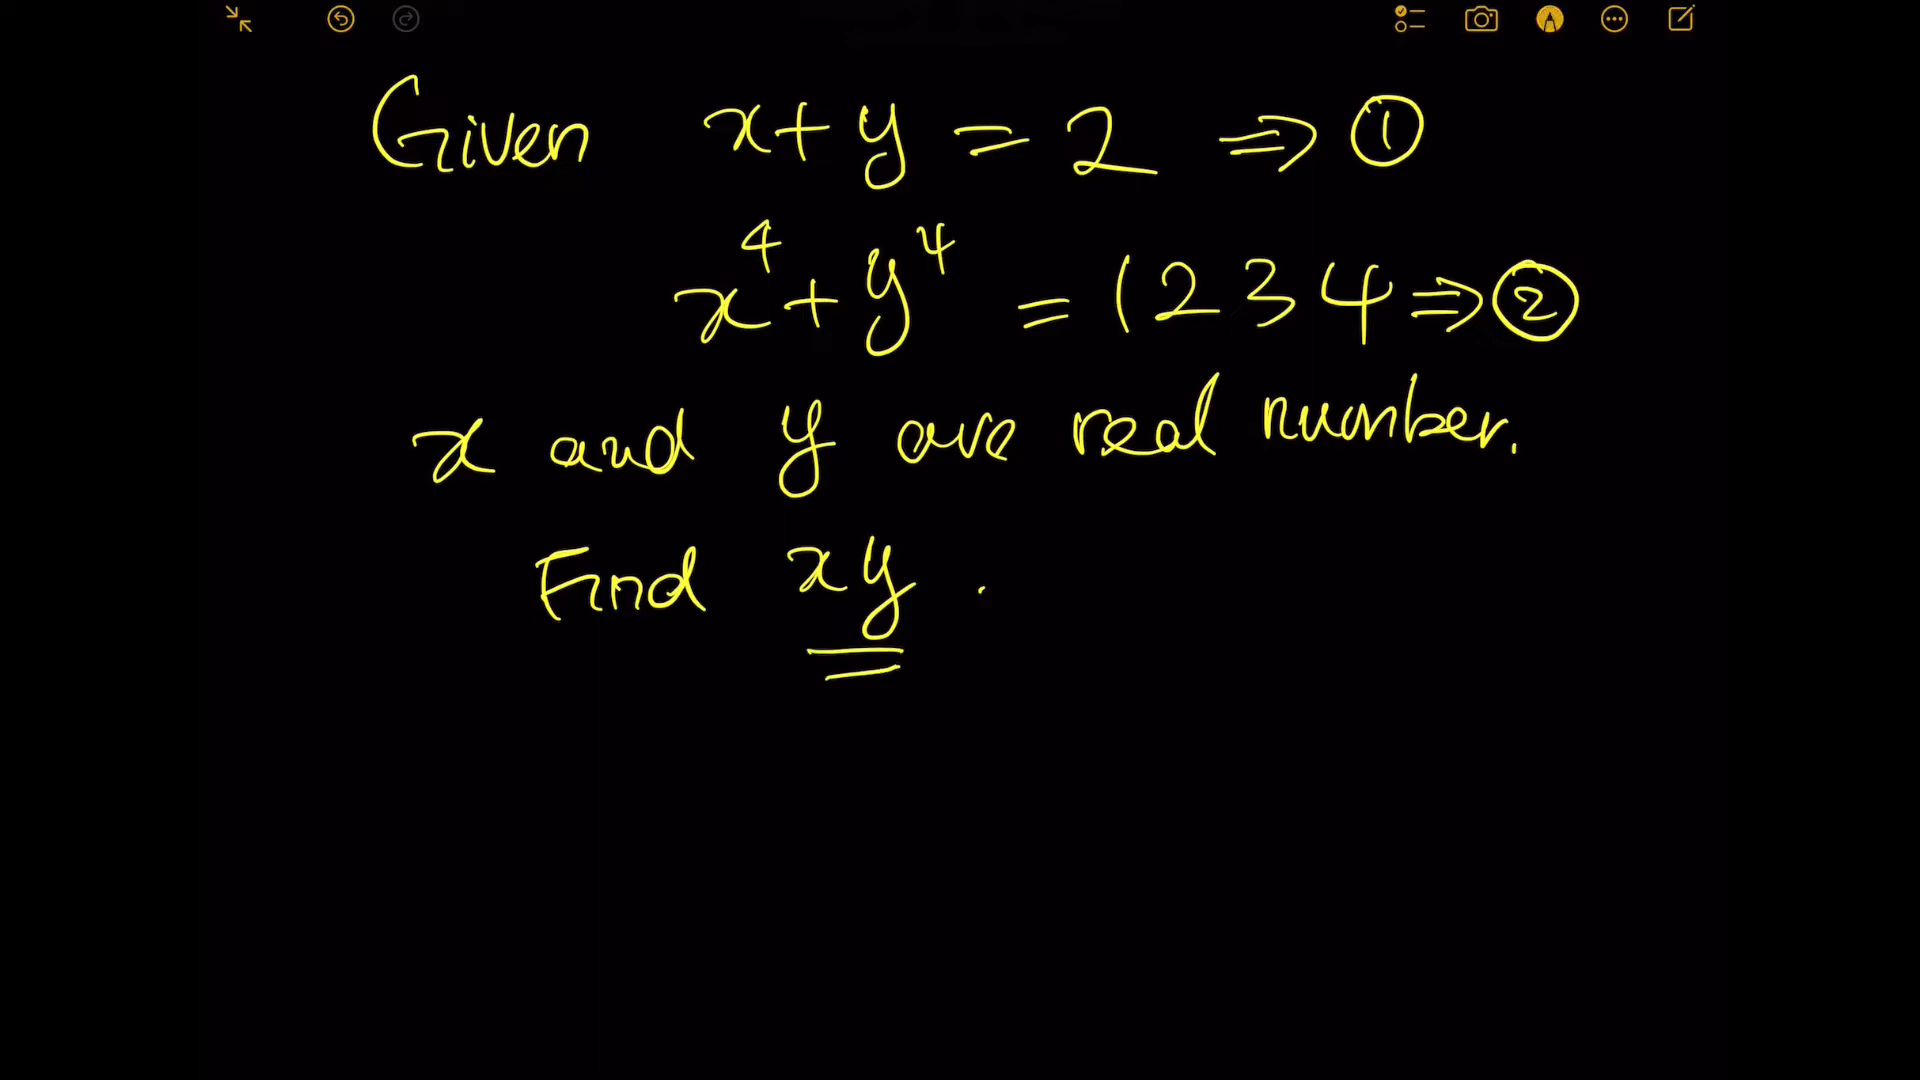 Given x + y = 2 ⇒ ①
x⁴ + y⁴ = 1234 ⇒ ②
x and y are real number.
Find xy.